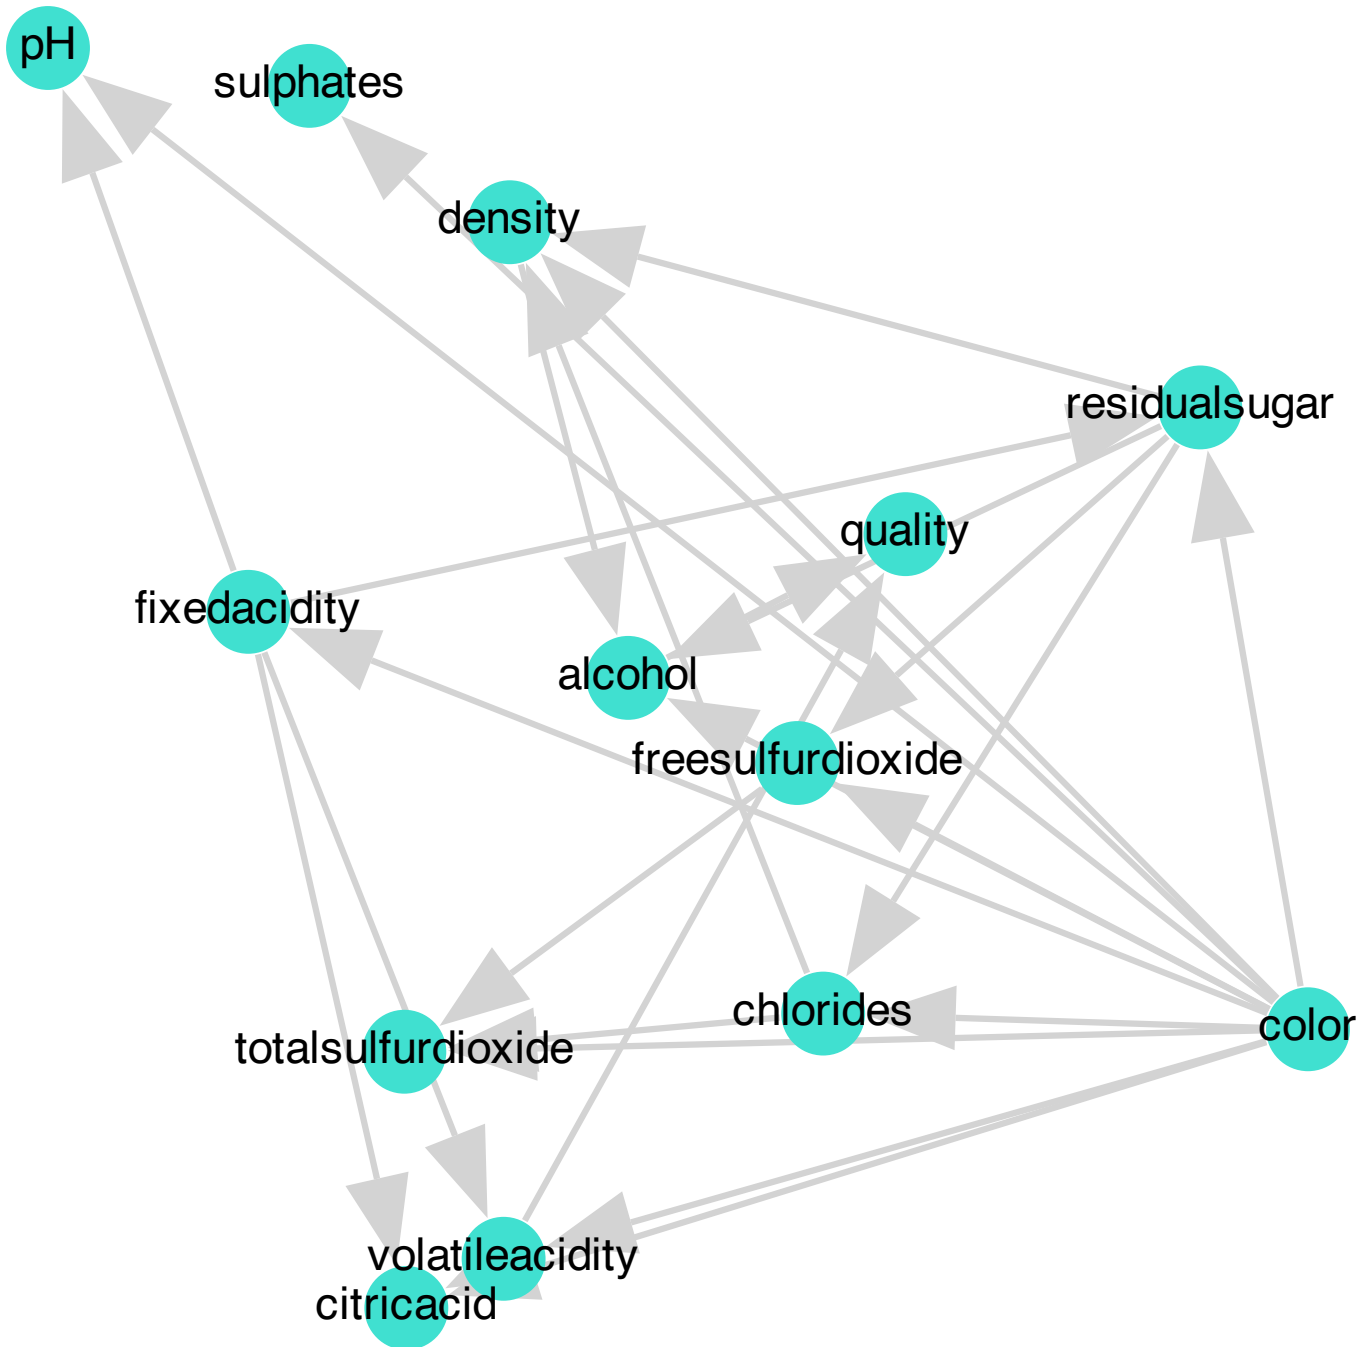 pH
sulphates
density
residualsugar
quality
fixedacidity
alcohol
freesulfurdioxide
chlorides
color
totalsulfurdioxide
volatileacidity
citricacid